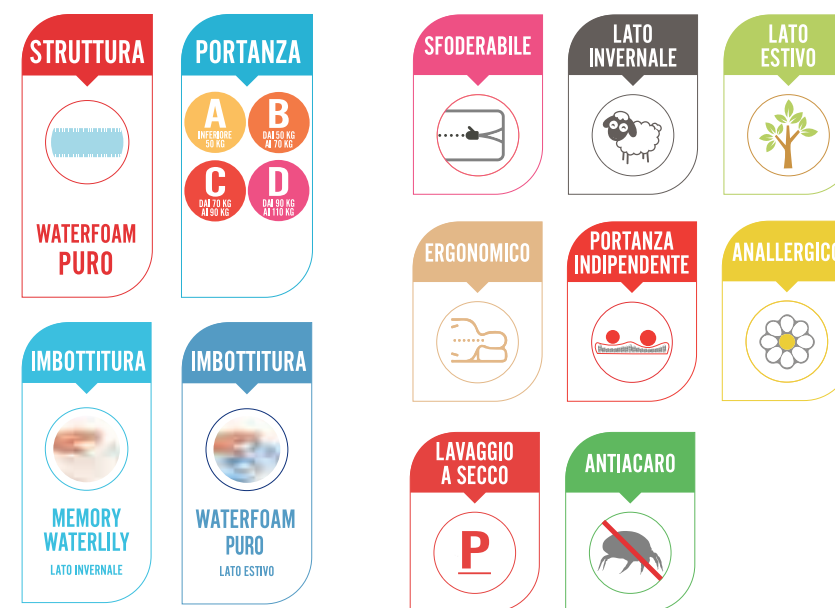 STRUTTURA
WATERFOAM
PURO
PORTANZA
A
INFERIORE
50 KG
B
DAI 50 KG
AI 70 KG
C
DAI 70 KG
AI 90 KG
D
DAI 90 KG
AI 110 KG
IMBOTTITURA
MEMORY
WATERLILY
LATO INVERNALE
IMBOTTITURA
WATERFOAM
PURO
LATO ESTIVO
SFODERABILE
LATO
INVERNALE
LATO
ESTIVO
ERGONOMICO
PORTANZA
INDIPENDENTE
ANALLERGICO
LAVAGGIO
A SECCO
P
ANTIACARO